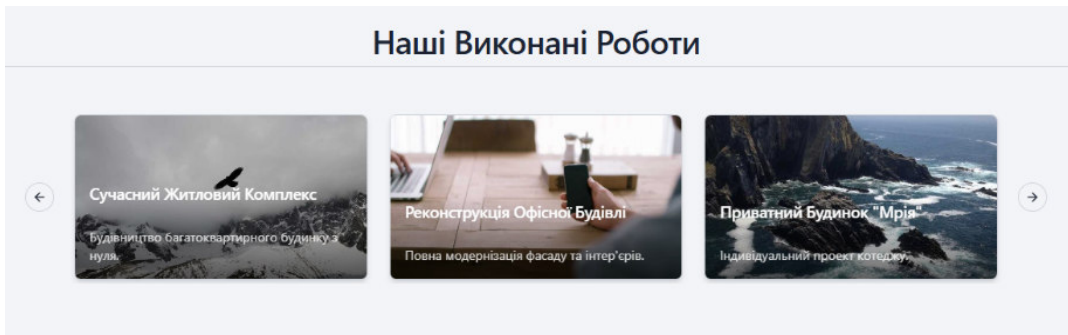 Наші Виконані Роботи
Сучасний Житловий Комплекс
Будівництво багатоквартирного будинку з
нуля.
Реконструкція Офісної Будівлі
Повна модернізація фасаду та інтер'єрів.
Приватний Будинок "Мрія"
Індивідуальний проект котеджу.